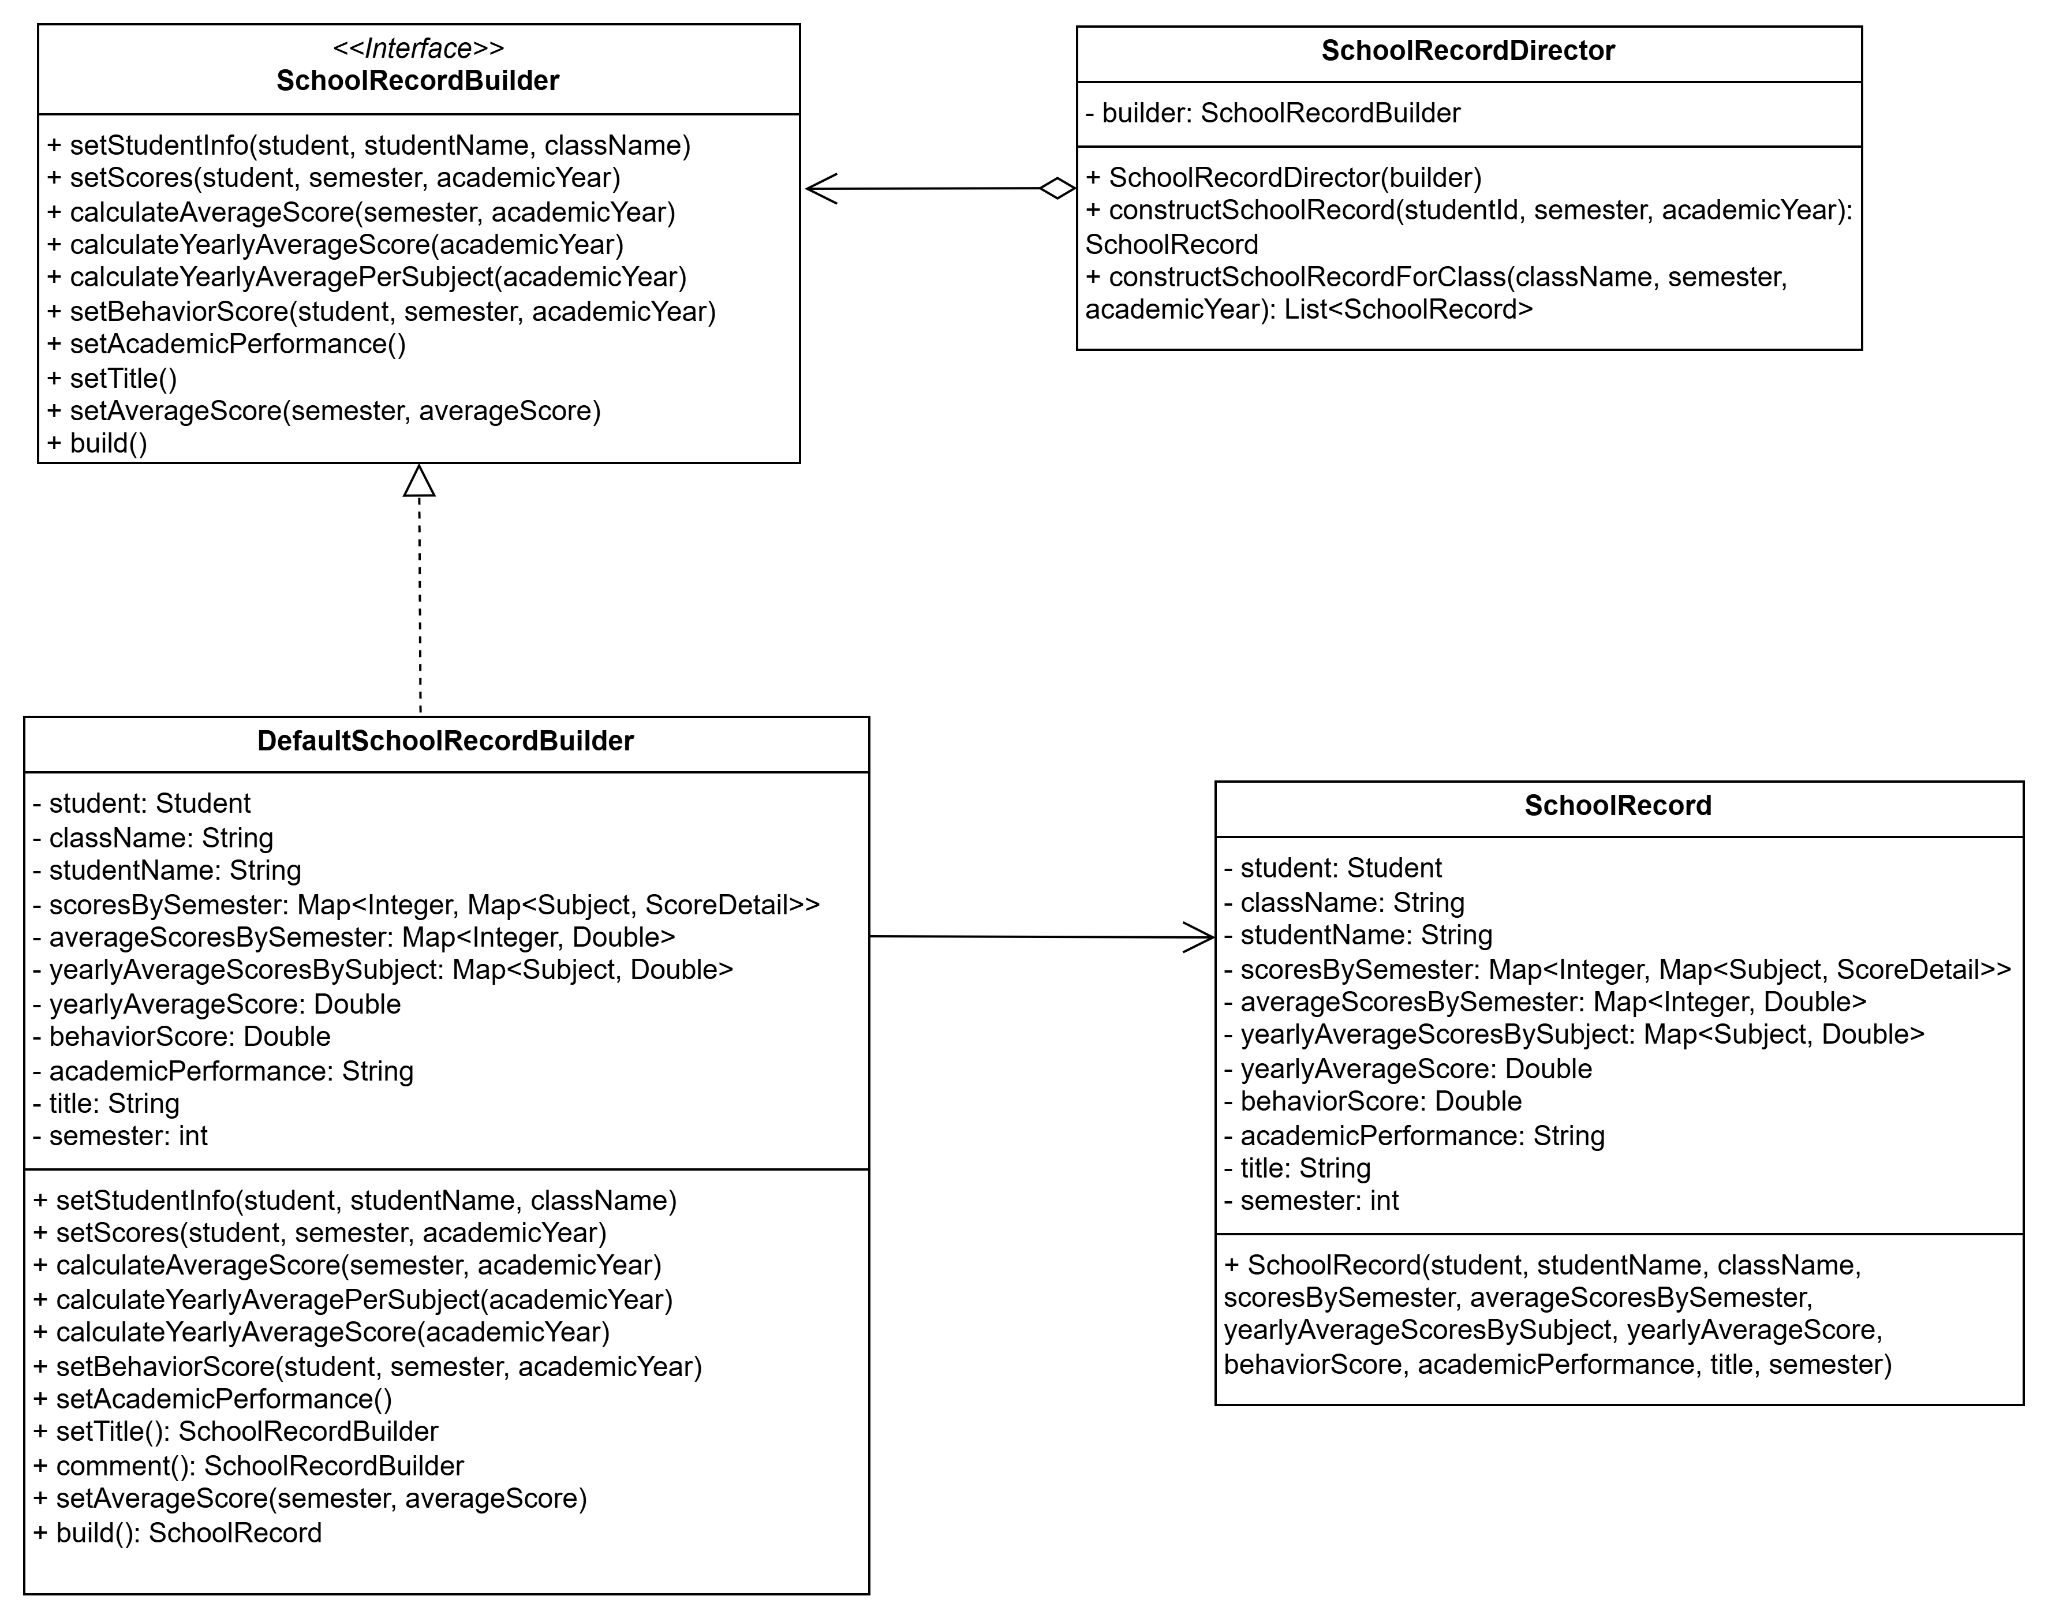 <<Interface>>
SchoolRecordBuilder
+ setStudentInfo(student, studentName, className)
+ setScores(student, semester, academicYear)
+ calculateAverageScore(semester, academicYear)
+ calculateYearlyAverageScore(academicYear)
+ calculateYearlyAveragePerSubject(academicYear)
+ setBehaviorScore(student, semester, academicYear)
+ setAcademicPerformance()
+ setTitle()
+ setAverageScore(semester, averageScore)
+ build()
SchoolRecordDirector
- builder: SchoolRecordBuilder
+ SchoolRecordDirector(builder)
+ constructSchoolRecord(studentId, semester, academicYear):
SchoolRecord
+ constructSchoolRecordForClass(className, semester,
academicYear): List<SchoolRecord>
DefaultSchoolRecordBuilder
- student: Student
- className: String
- studentName: String
- scoresBySemester: Map<Integer, Map<Subject, ScoreDetail>>
- averageScoresBySemester: Map<Integer, Double>
- yearlyAverageScoresBySubject: Map<Subject, Double>
- yearlyAverageScore: Double
- behaviorScore: Double
- academicPerformance: String
- title: String
- semester: int
+ setStudentInfo(student, studentName, className)
+ setScores(student, semester, academicYear)
+ calculateAverageScore(semester, academicYear)
+ calculateYearlyAveragePerSubject(academicYear)
+ calculateYearlyAverageScore(academicYear)
+ setBehaviorScore(student, semester, academicYear)
+ setAcademicPerformance()
+ setTitle(): SchoolRecordBuilder
+ comment(): SchoolRecordBuilder
+ setAverageScore(semester, averageScore)
+ build(): SchoolRecord
SchoolRecord
- student: Student
- className: String
- studentName: String
- scoresBySemester: Map<Integer, Map<Subject, ScoreDetail>>
- averageScoresBySemester: Map<Integer, Double>
- yearlyAverageScoresBySubject: Map<Subject, Double>
- yearlyAverageScore: Double
- behaviorScore: Double
- academicPerformance: String
- title: String
- semester: int
+ SchoolRecord(student, studentName, className,
scoresBySemester, averageScoresBySemester,
yearlyAverageScoresBySubject, yearlyAverageScore,
behaviorScore, academicPerformance, title, semester)